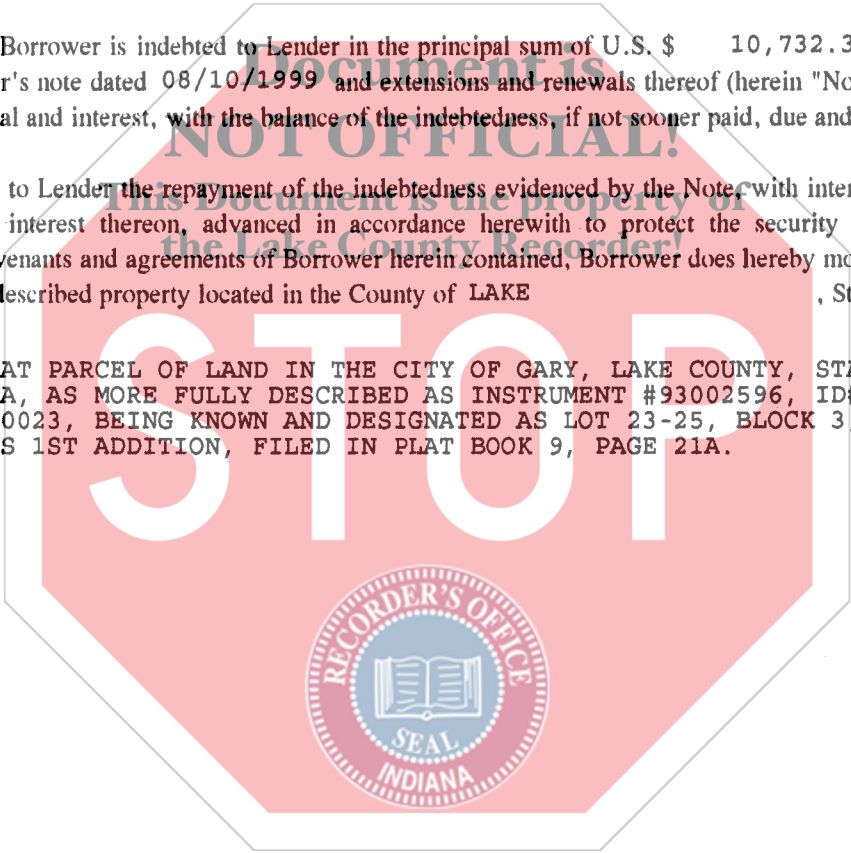 Borrower is indebted to Lender in the principal sum of U.S. $ 10,732.3
r's note dated 08/10/1999 and extensions and renewals thereof (herein "No
al and interest, with the balance of the indebtedness, if not sooner paid, due and
to Lender the repayment of the indebtedness evidenced by the Note, with inter
interest thereon, advanced in accordance herewith to protect the security
venants and agreements of Borrower herein contained, Borrower does hereby mo
described property located in the County of LAKE , St
AT PARCEL OF LAND IN THE CITY OF GARY, LAKE COUNTY, STA
A, AS MORE FULLY DESCRIBED AS INSTRUMENT #93002596, ID#
0023, BEING KNOWN AND DESIGNATED AS LOT 23-25, BLOCK 3
S 1ST ADDITION, FILED IN PLAT BOOK 9, PAGE 21A.
Document is
NOT OFFICIAL!
This Document is the property of
the Lake County Recorder!
STOP
RECORDER'S OFFICE
SEAL
INDIANA